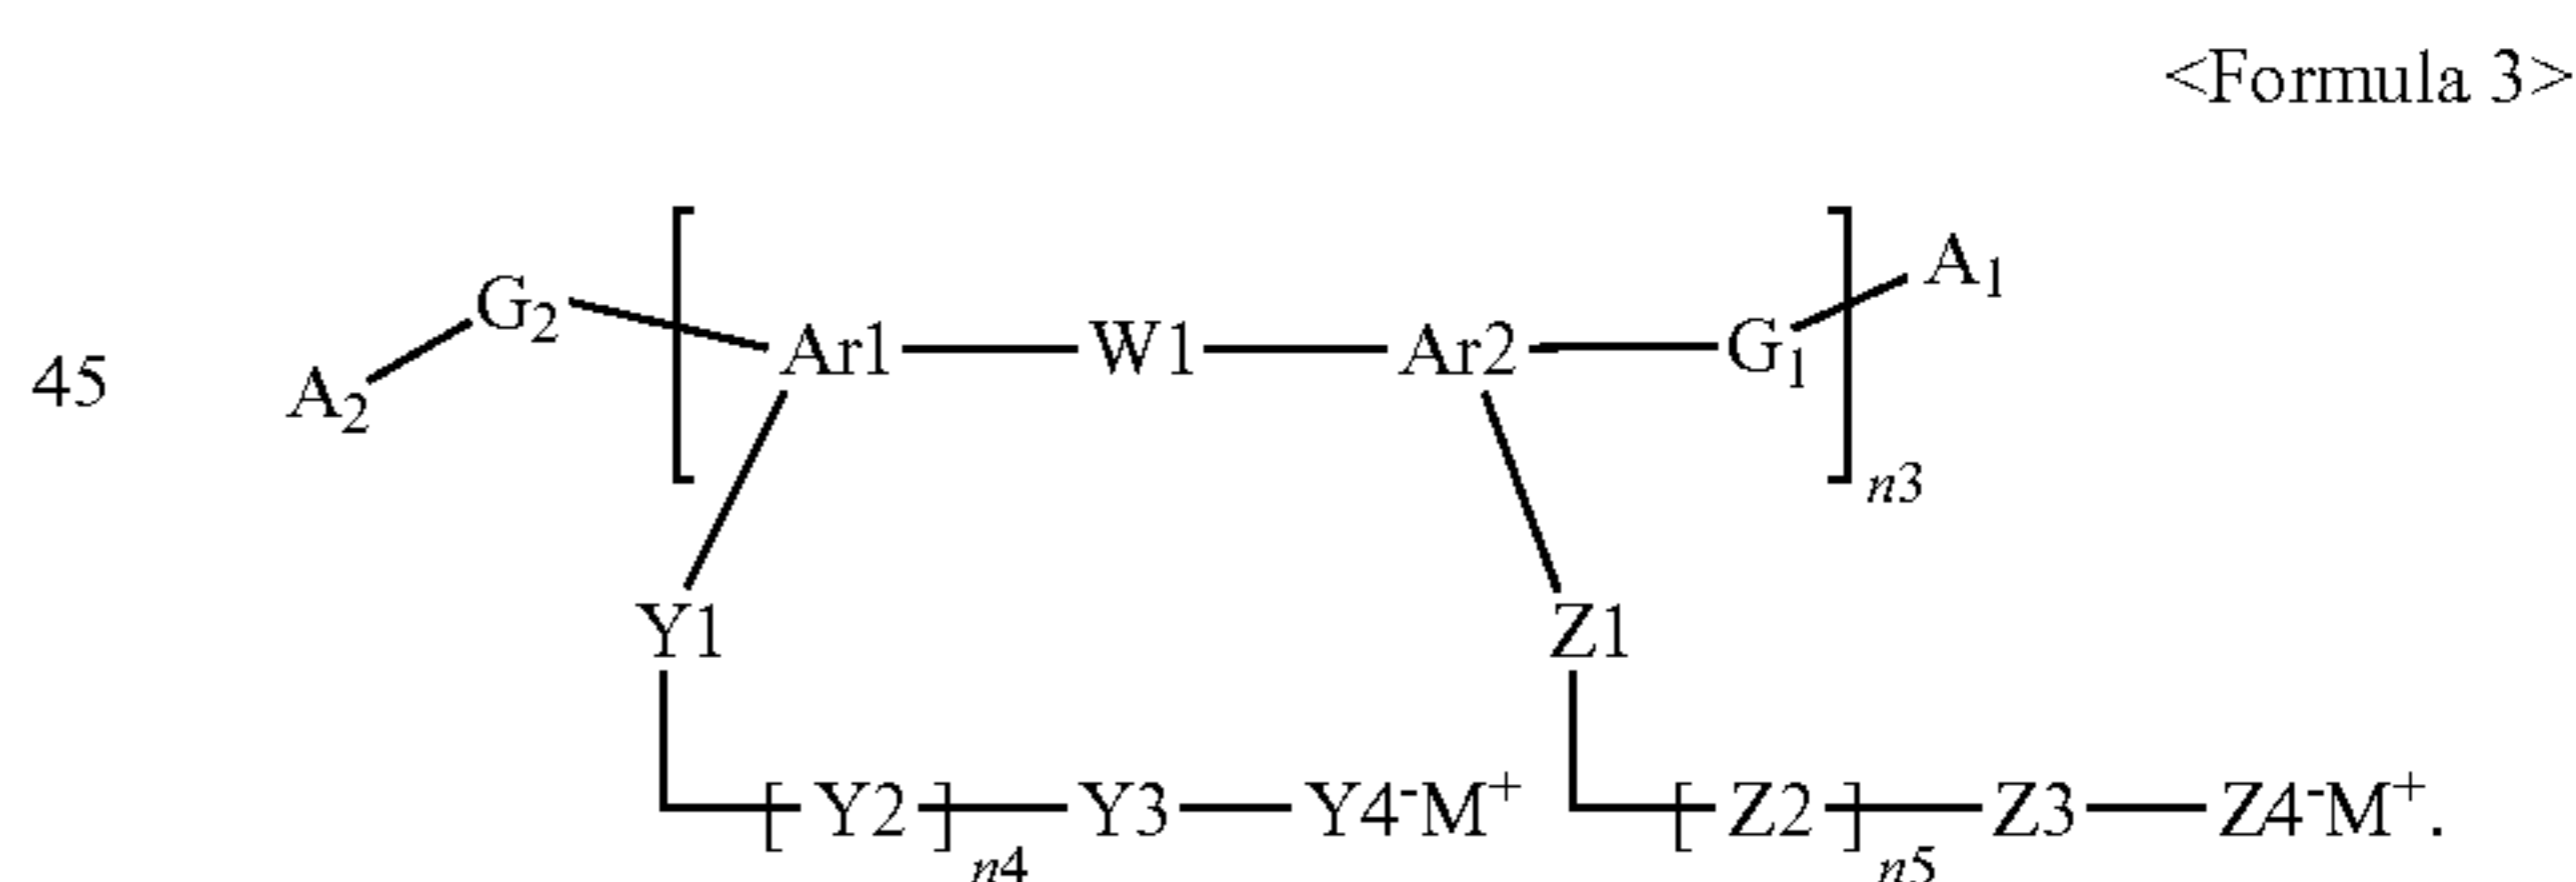 <Formula 3>
A1
G2
Ar1 W1 Ar2 G1
45 A2
n3
Y1 Z1
[ Y2 ] Y3 Y4-M+ [ Z2 ] Z3 Z4-M+.
n4 n5